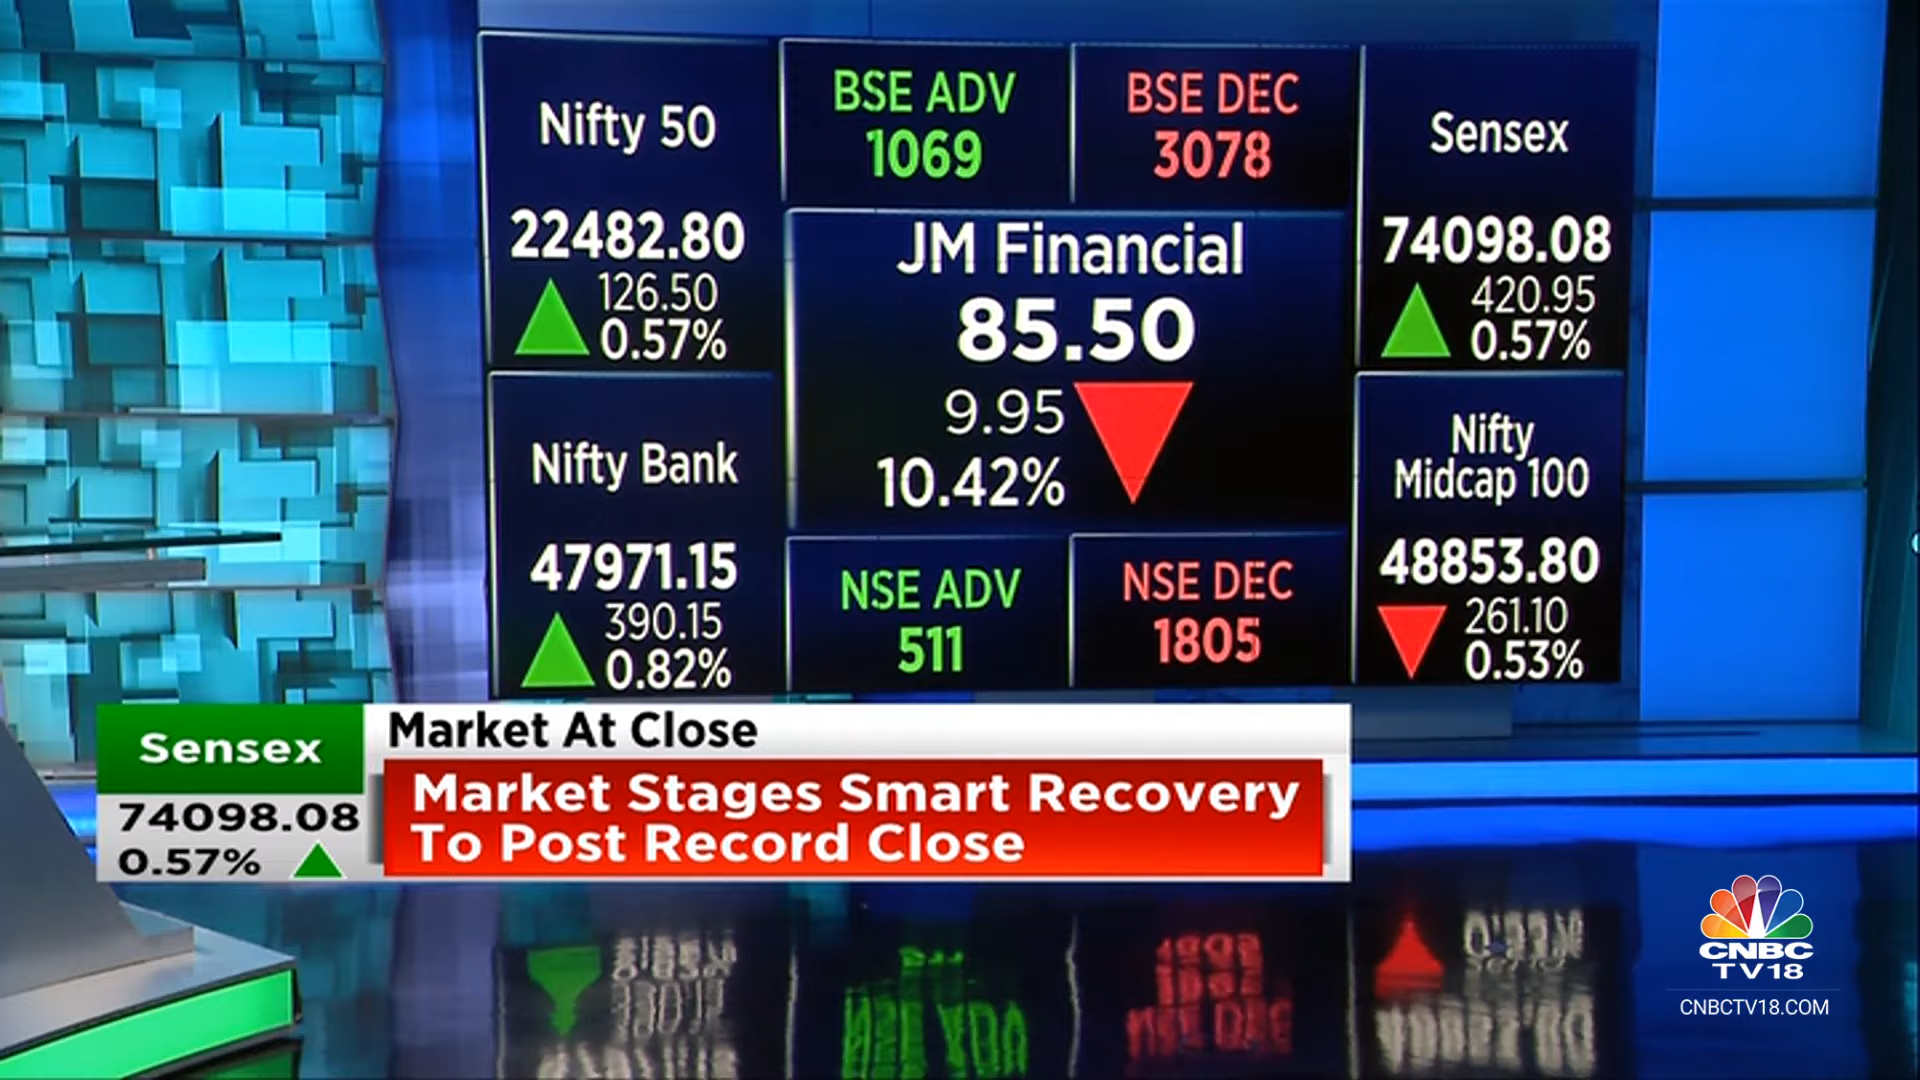 Nifty 50
22482.80
126.50
0.57%
BSE ADV
1069
BSE DEC
3078
Sensex
74098.08
420.95
0.57%
JM Financial
85.50
9.95
10.42%
Nifty Bank
47971.15
390.15
0.82%
NSE ADV
511
NSE DEC
1805
Nifty
Midcap 100
48853.80
261.10
0.53%
Sensex
74098.08
0.57%
Market At Close
Market Stages Smart Recovery
To Post Record Close
CNBC
TV18
CNBCTV18.COM